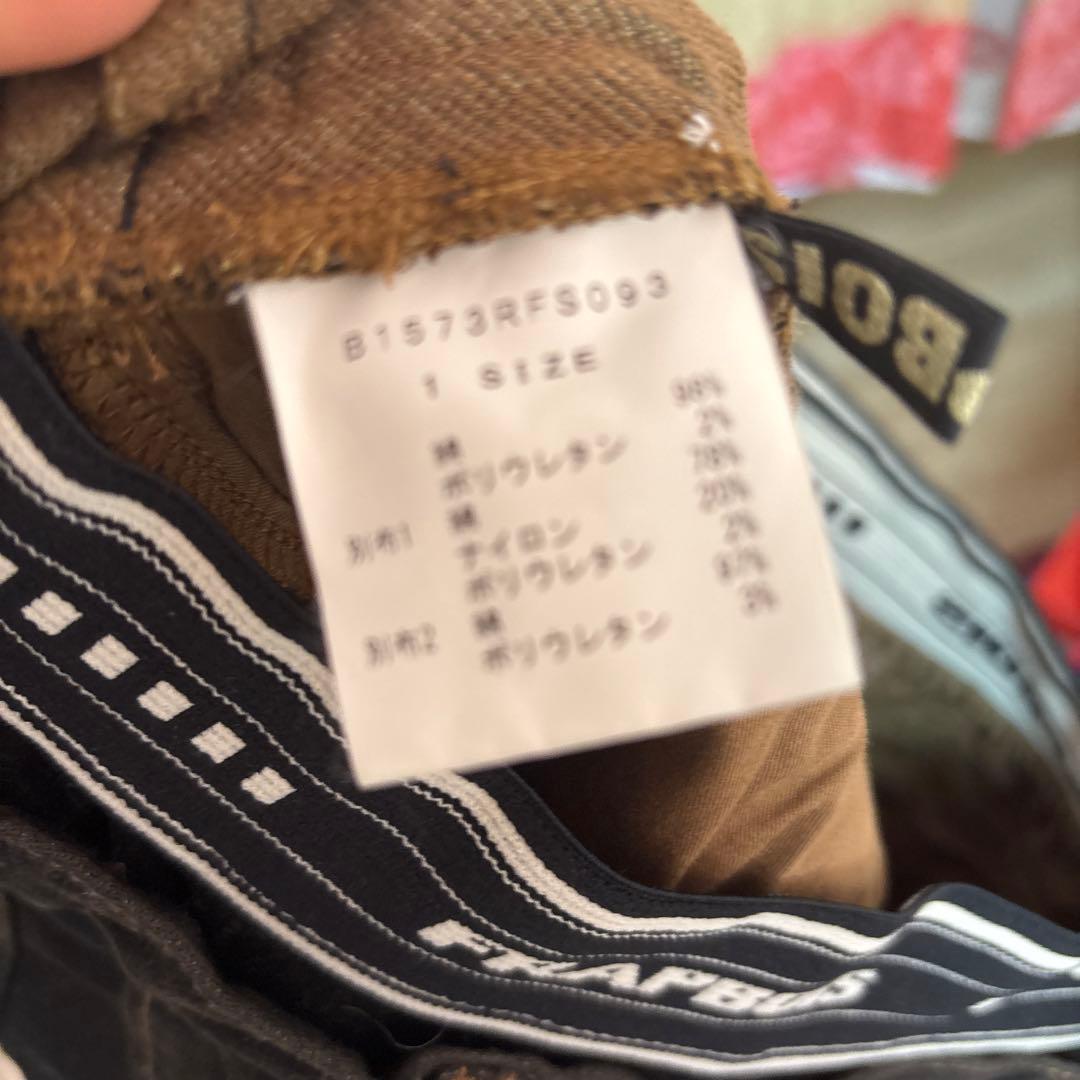 B1573RFS093
1 SIZE
綿 98%
ポリウレタン 2%
別布1 綿 78%
ナイロン 20%
ポリウレタン 2%
別布2 綿 97%
ポリウレタン 3%
FRAPBOIS